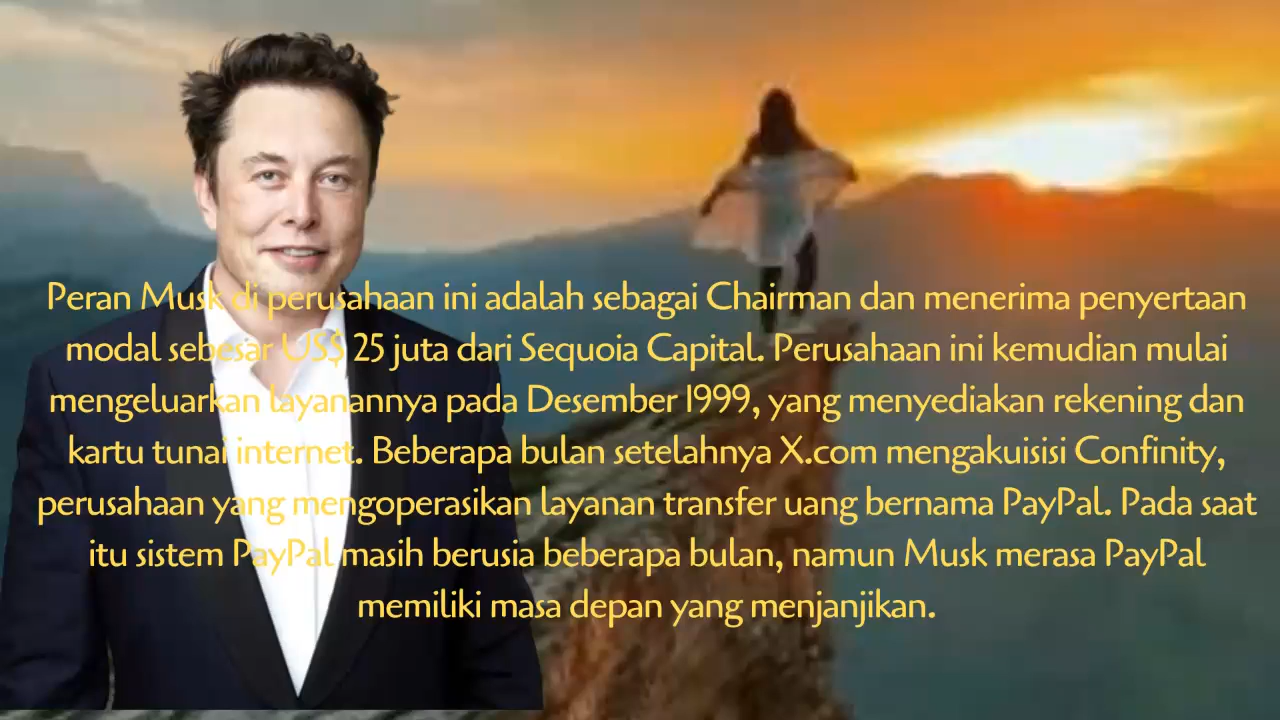 Peran Musk di perusahaan ini adalah sebagai Chairman dan menerima penyertaan
modal sebesar US$ 25 juta dari Sequoia Capital. Perusahaan ini kemudian mulai
mengeluarkan layanannya pada Desember 1999, yang menyediakan rekening dan
kartu tunai internet. Beberapa bulan setelahnya X.com mengakuisisi Confinity,
perusahaan yang mengoperasikan layanan transfer uang bernama PayPal. Pada saat
itu sistem PayPal masih berusia beberapa bulan, namun Musk merasa PayPal
memiliki masa depan yang menjanjikan.